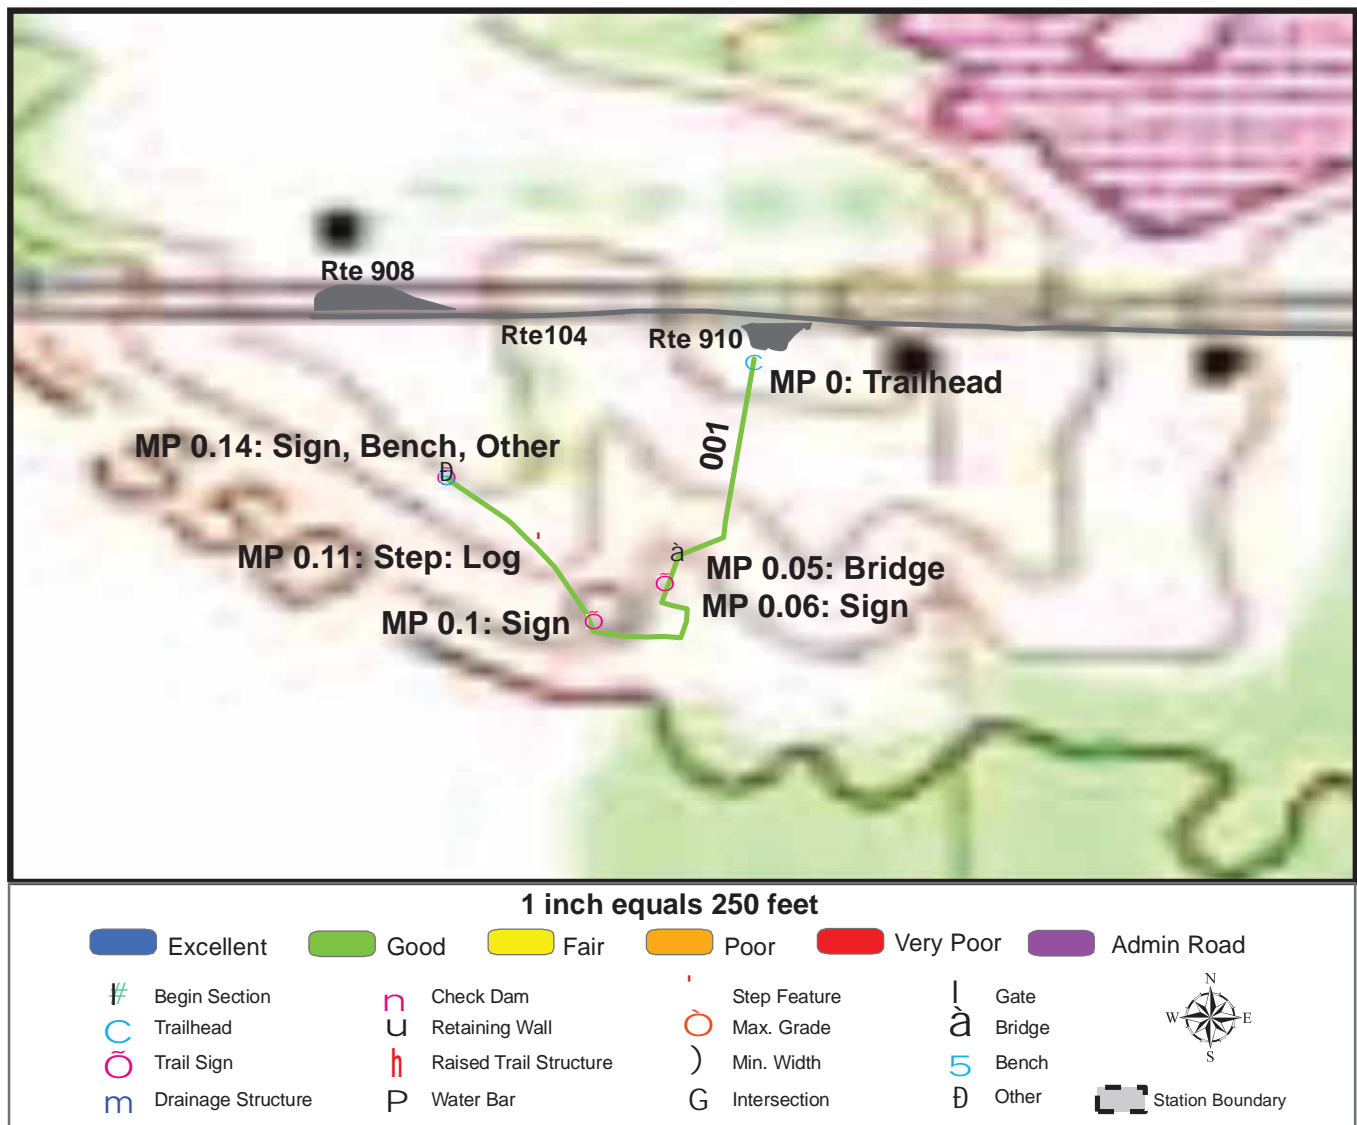 Rte 908
Rte104
Rte 910
C
MP 0: Trailhead
001
MP 0.14: Sign, Bench, Other
Đ
'
MP 0.11: Step: Log
à
MP 0.05: Bridge
Õ
MP 0.06: Sign
MP 0.1: Sign
Õ
1 inch equals 250 feet
Excellent
Good
Fair
Poor
Very Poor
Admin Road
# Begin Section
C Trailhead
Õ Trail Sign
m Drainage Structure
n Check Dam
u Retaining Wall
h Raised Trail Structure
P Water Bar
' Step Feature
Ò Max. Grade
) Min. Width
G Intersection
l Gate
à Bridge
5 Bench
Đ Other
N
W E
S
Station Boundary